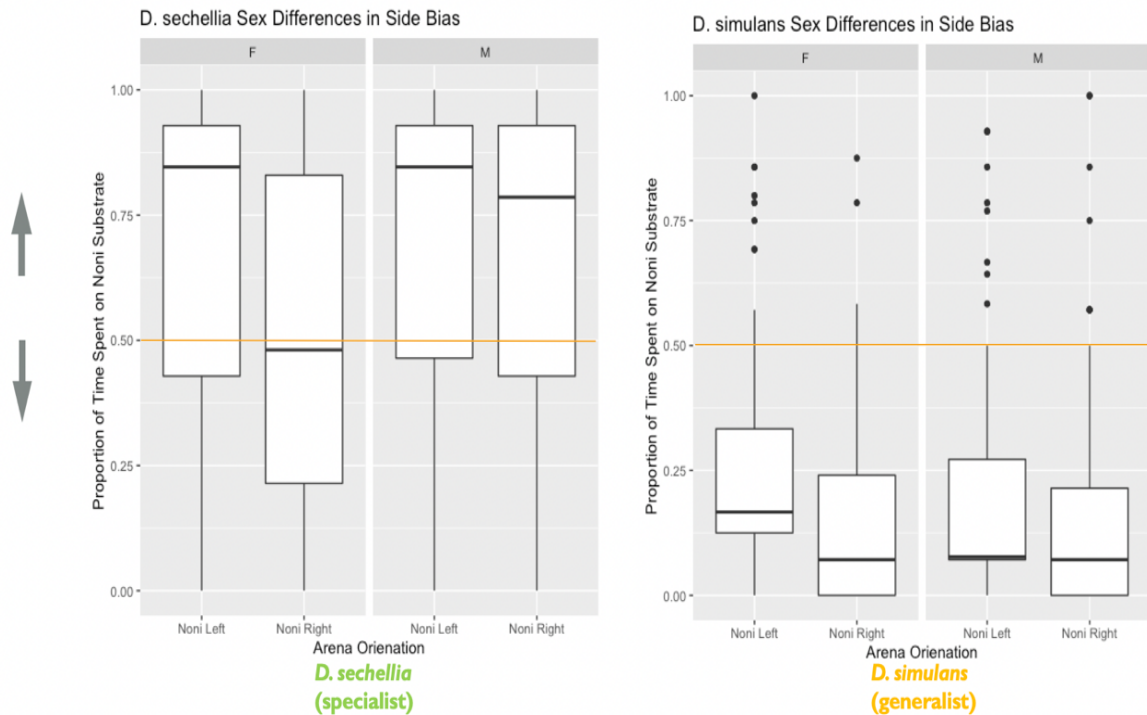 D. sechellia Sex Differences in Side Bias
F
M
Proportion of Time Spent on Noni Substrate
1.00
0.75
0.50
0.25
0.00
Noni Left
Noni Right
Noni Left
Noni Right
Arena Orienation
D. sechellia
(specialist)
D. simulans Sex Differences in Side Bias
F
M
Proportion of Time Spent on Noni Substrate
1.00
0.75
0.50
0.25
0.00
Noni Left
Noni Right
Noni Left
Noni Right
Arena Orienation
D. simulans
(generalist)